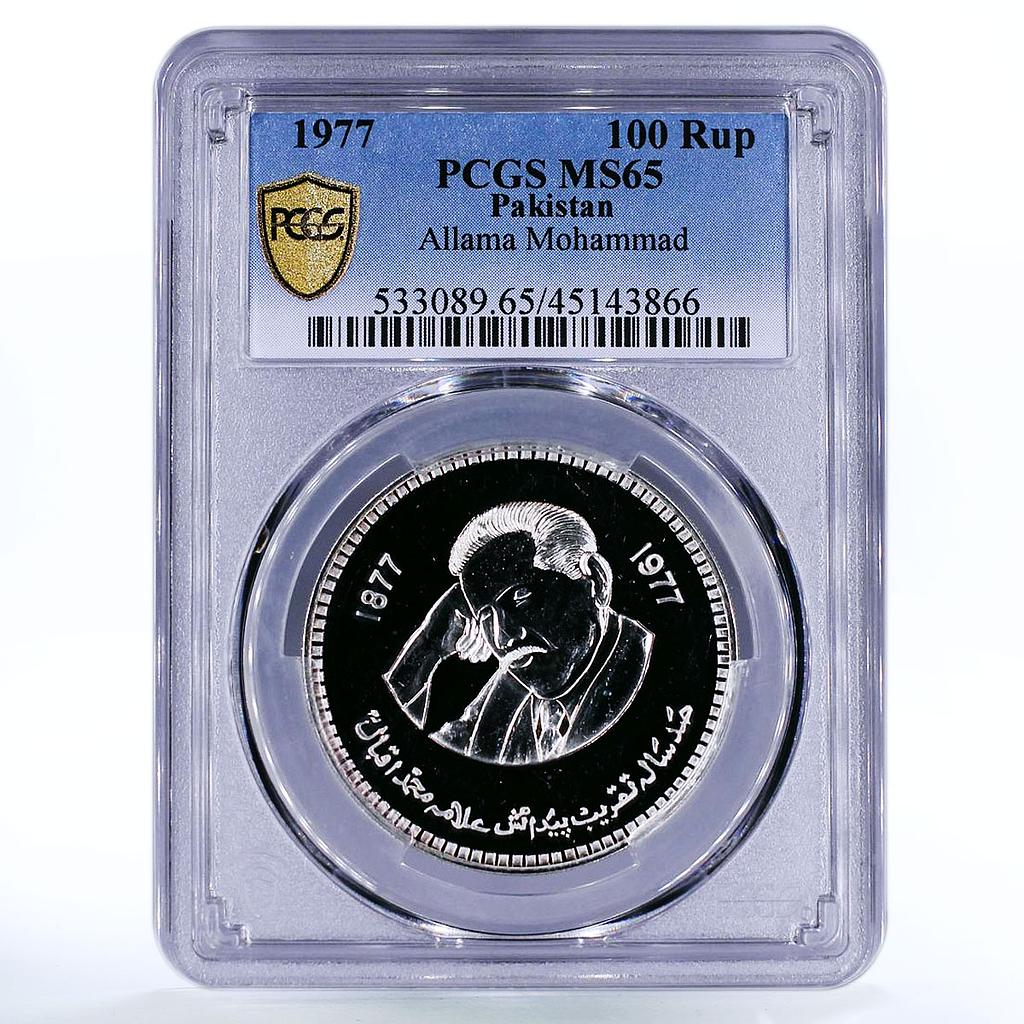 1977 100 Rup
PCGS MS65
Pakistan
Allama Mohammad
PCGS
533089.65/45143866
1877
1977
صد سالہ تقریب پیدائش علامہ محمد اقبالؒ